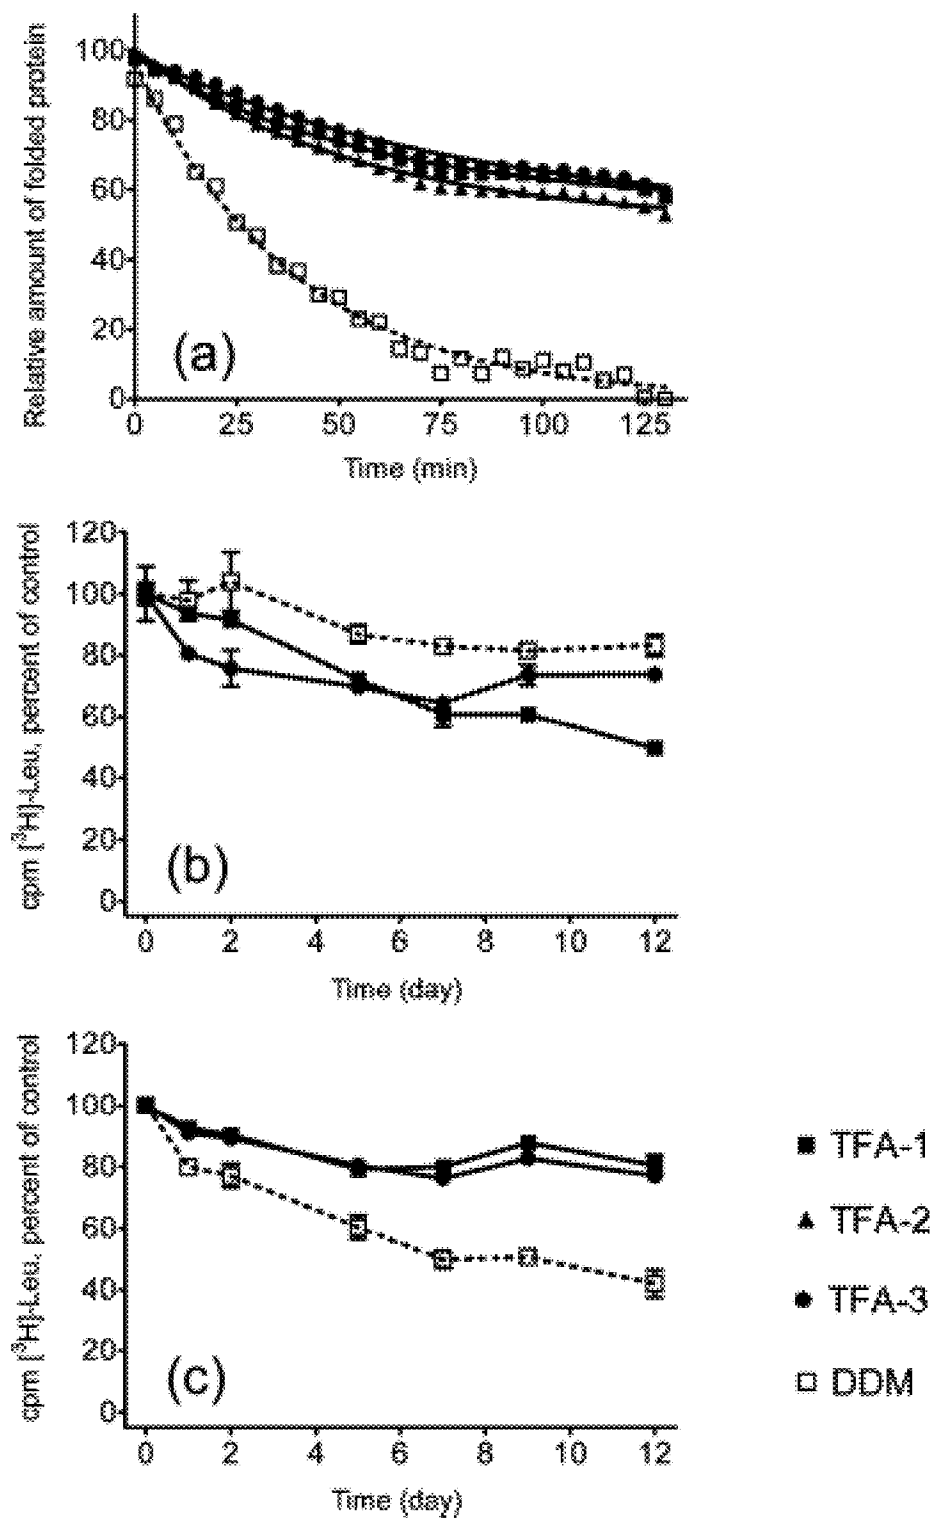 Relative amount of folded protein
100
80
60
40
20
0
(a)
0 25 50 75 100 125
Time (min)
cpm [³H]-Leu, percent of control
120
100
80
60
40
20
0
(b)
0 2 4 6 8 10 12
Time (day)
cpm [³H]-Leu, percent of control
120
100
80
60
40
20
0
(c)
0 2 4 6 8 10 12
Time (day)
TFA-1
TFA-2
TFA-3
DDM